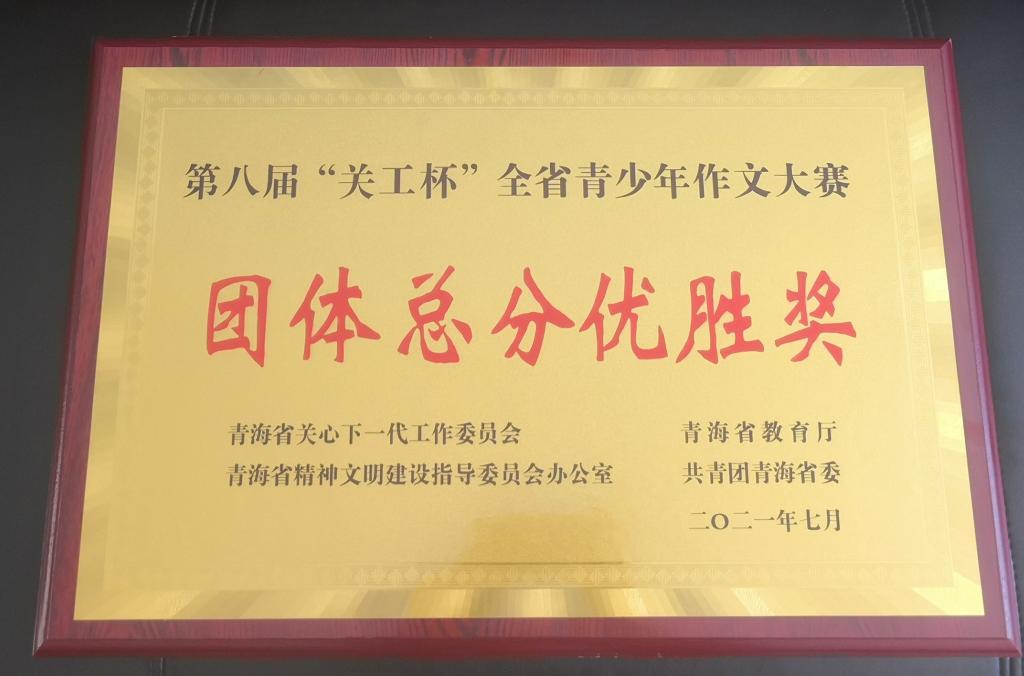 第八届“关工杯”全省青少年作文大赛
团体总分优胜奖
青海省关心下一代工作委员会 青海省教育厅
青海省精神文明建设指导委员会办公室 共青团青海省委
二〇二一年七月